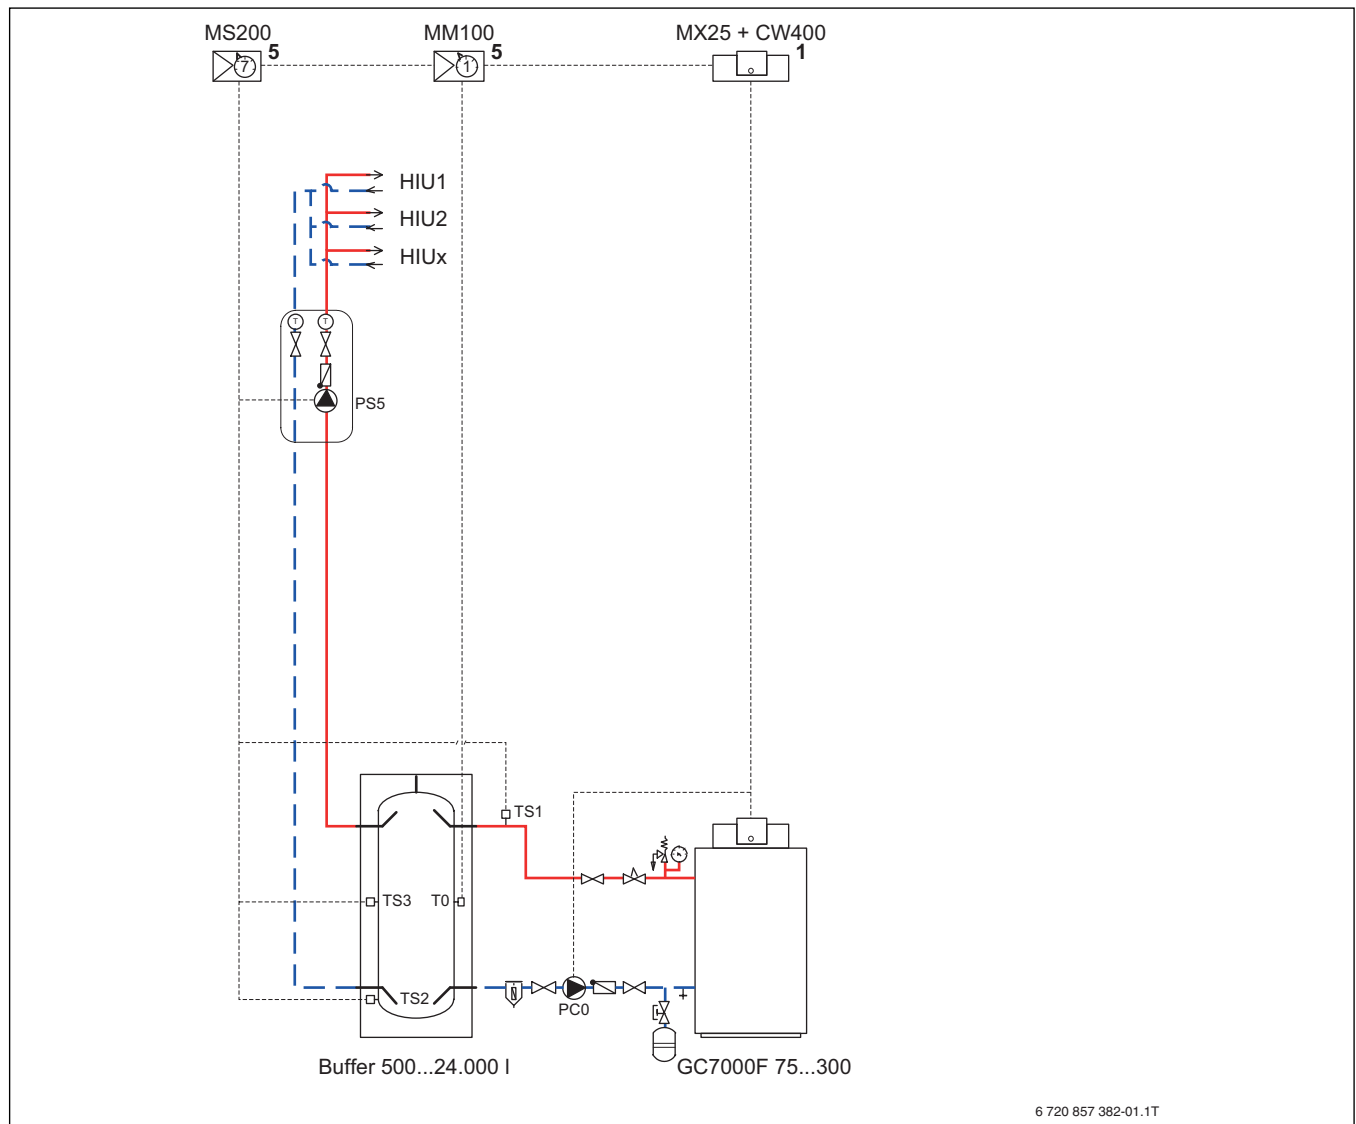 MS200
MM100
MX25 + CW400
5
5
1
7
1
HIU1
HIU2
HIUx
T
T
PS5
TS1
TS3
T0
TS2
PC0
Buffer 500...24.000 l
GC7000F 75...300
6 720 857 382-01.1T